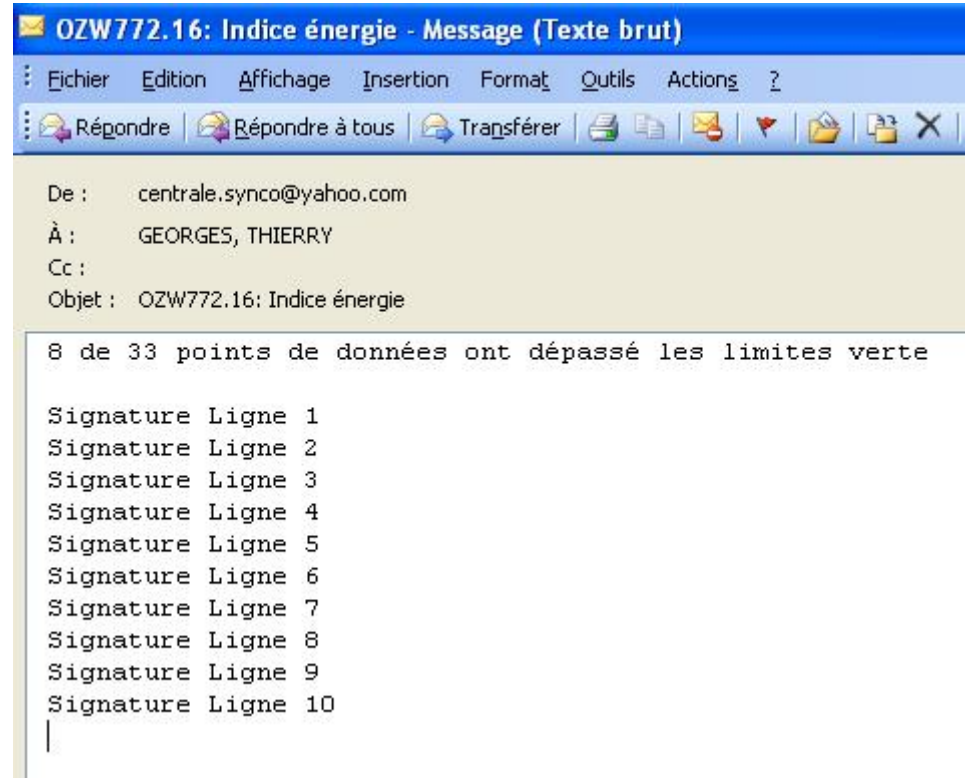 OZW772.16: Indice énergie - Message (Texte brut)
Fichier Edition Affichage Insertion Format Outils Actions ?
Répondre Répondre à tous Transférer
De : centrale.synco@yahoo.com
À : GEORGES, THIERRY
Cc :
Objet : OZW772.16: Indice énergie
8 de 33 points de données ont dépassé les limites verte
Signature Ligne 1
Signature Ligne 2
Signature Ligne 3
Signature Ligne 4
Signature Ligne 5
Signature Ligne 6
Signature Ligne 7
Signature Ligne 8
Signature Ligne 9
Signature Ligne 10